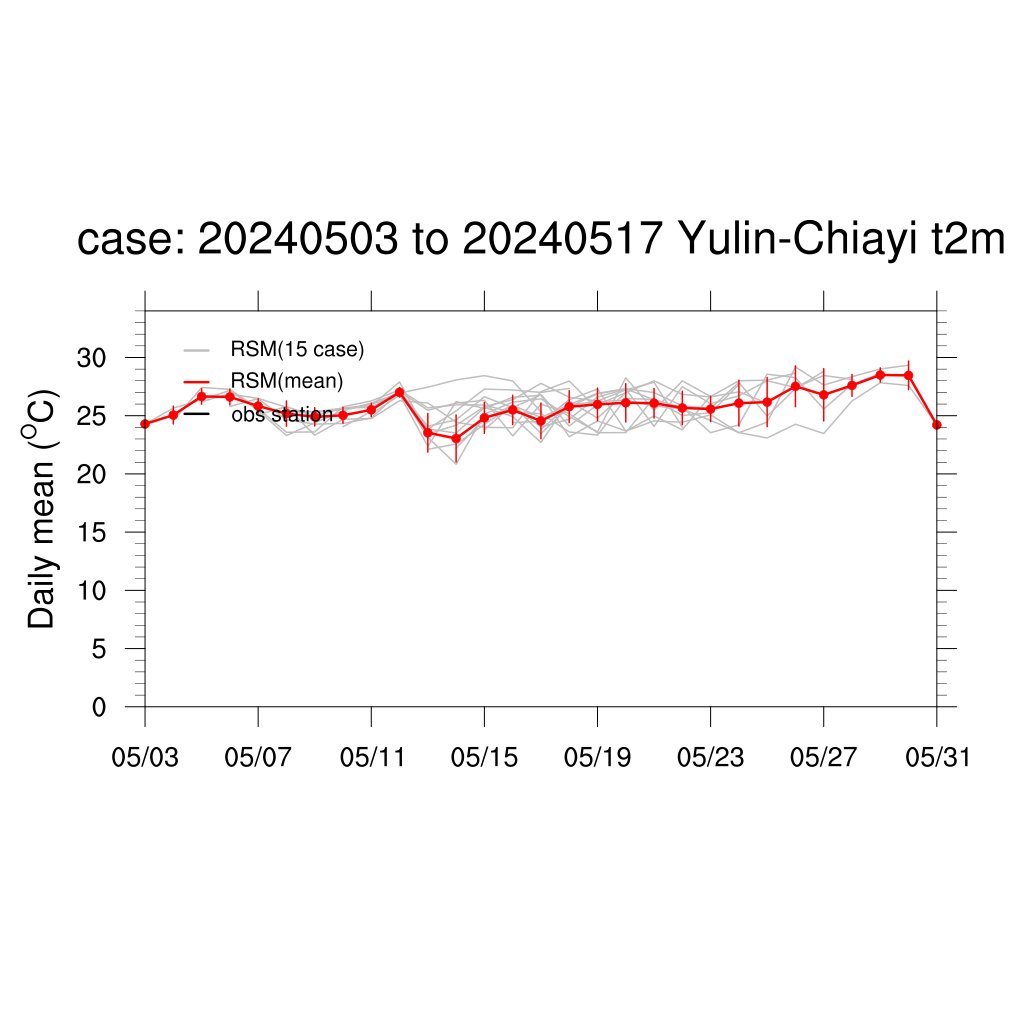 case: 20240503 to 20240517 Yulin-Chiayi t2m
RSM(15 case)
RSM(mean)
obs station
Daily mean (OC)
30
25
20
15
10
5
0
05/03 05/07 05/11 05/15 05/19 05/23 05/27 05/31